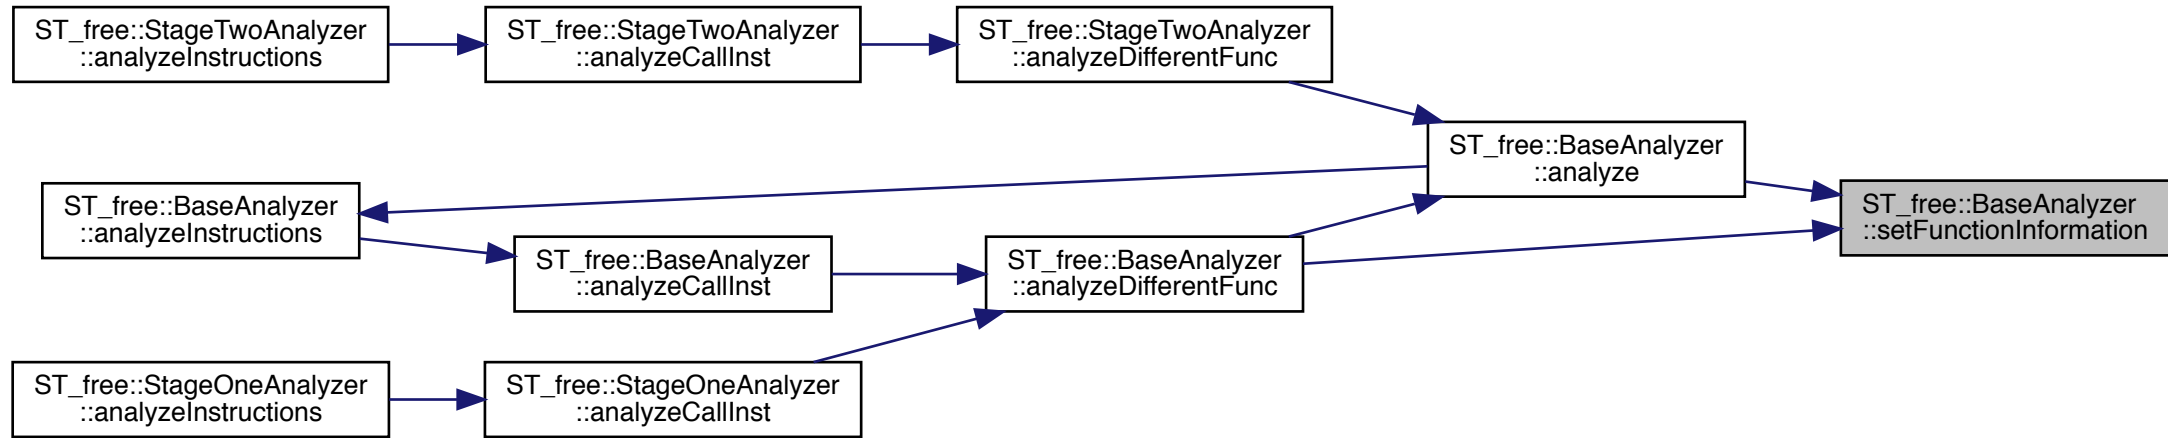 ST_free::StageTwoAnalyzer
::analyzeInstructions
ST_free::StageTwoAnalyzer
::analyzeCallInst
ST_free::StageTwoAnalyzer
::analyzeDifferentFunc
ST_free::BaseAnalyzer
::analyze
ST_free::BaseAnalyzer
::setFunctionInformation
ST_free::BaseAnalyzer
::analyzeInstructions
ST_free::BaseAnalyzer
::analyzeCallInst
ST_free::BaseAnalyzer
::analyzeDifferentFunc
ST_free::StageOneAnalyzer
::analyzeInstructions
ST_free::StageOneAnalyzer
::analyzeCallInst